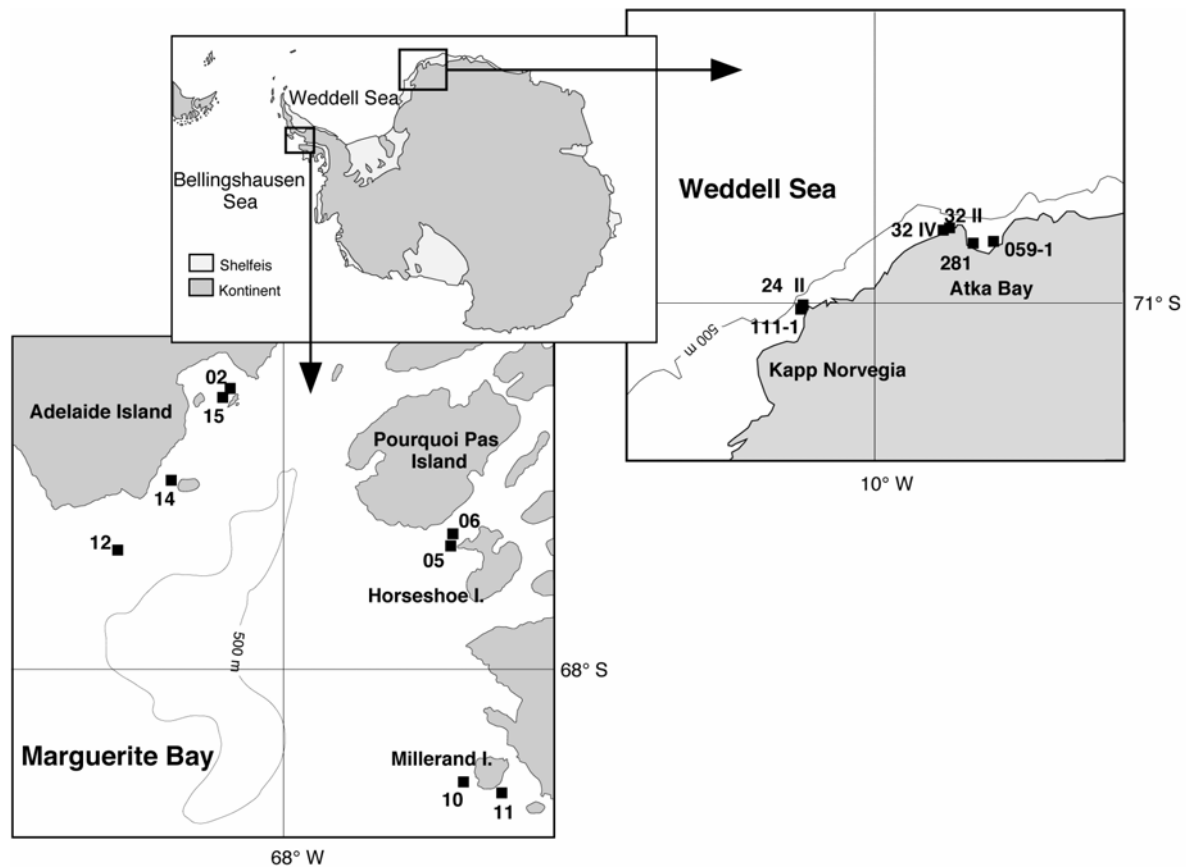 Weddell Sea
Bellingshausen
Sea
Shelfeis
Kontinent
Weddell Sea
32 IV
32 II
281
059-1
Atka Bay
24 II
111-1
500 m
Kapp Norvegia
71° S
10° W
Adelaide Island
02
15
14
12
Pourquoi Pas
Island
06
05
Horseshoe I.
500 m
68° S
Marguerite Bay
Millerand I.
10
11
68° W